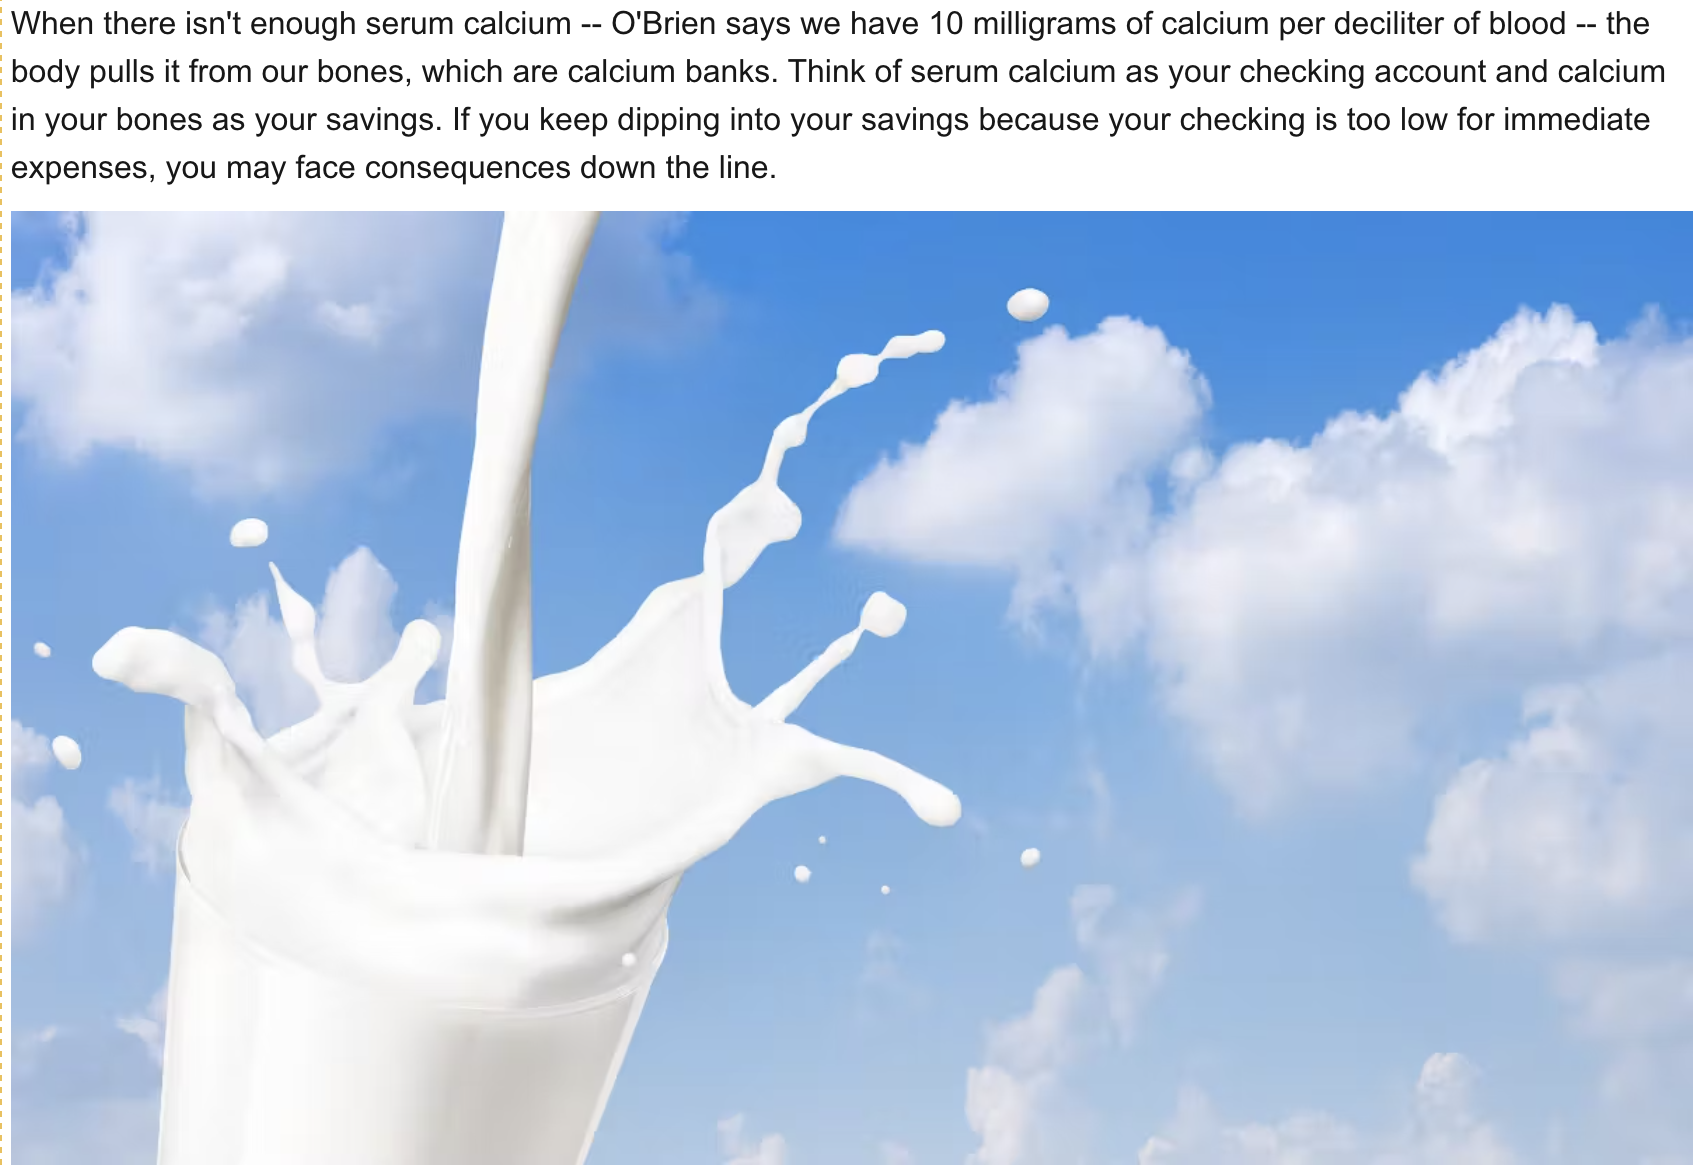 When there isn't enough serum calcium -- O'Brien says we have 10 milligrams of calcium per deciliter of blood -- the
body pulls it from our bones, which are calcium banks. Think of serum calcium as your checking account and calcium
in your bones as your savings. If you keep dipping into your savings because your checking is too low for immediate
expenses, you may face consequences down the line.